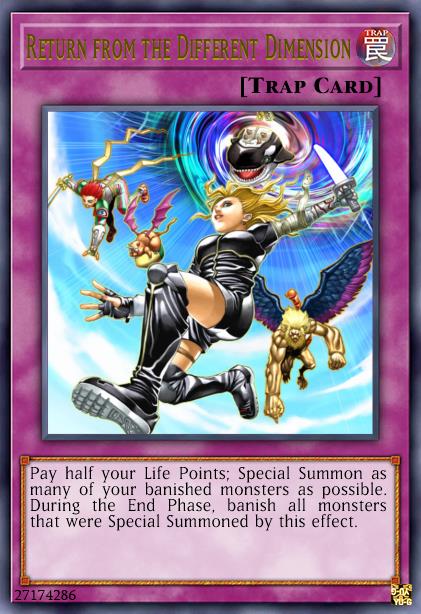 Return from the Different Dimension
TRAP
罠
[Trap Card]
Pay half your Life Points; Special Summon as
many of your banished monsters as possible.
During the End Phase, banish all monsters
that were Special Summoned by this effect.
27174286